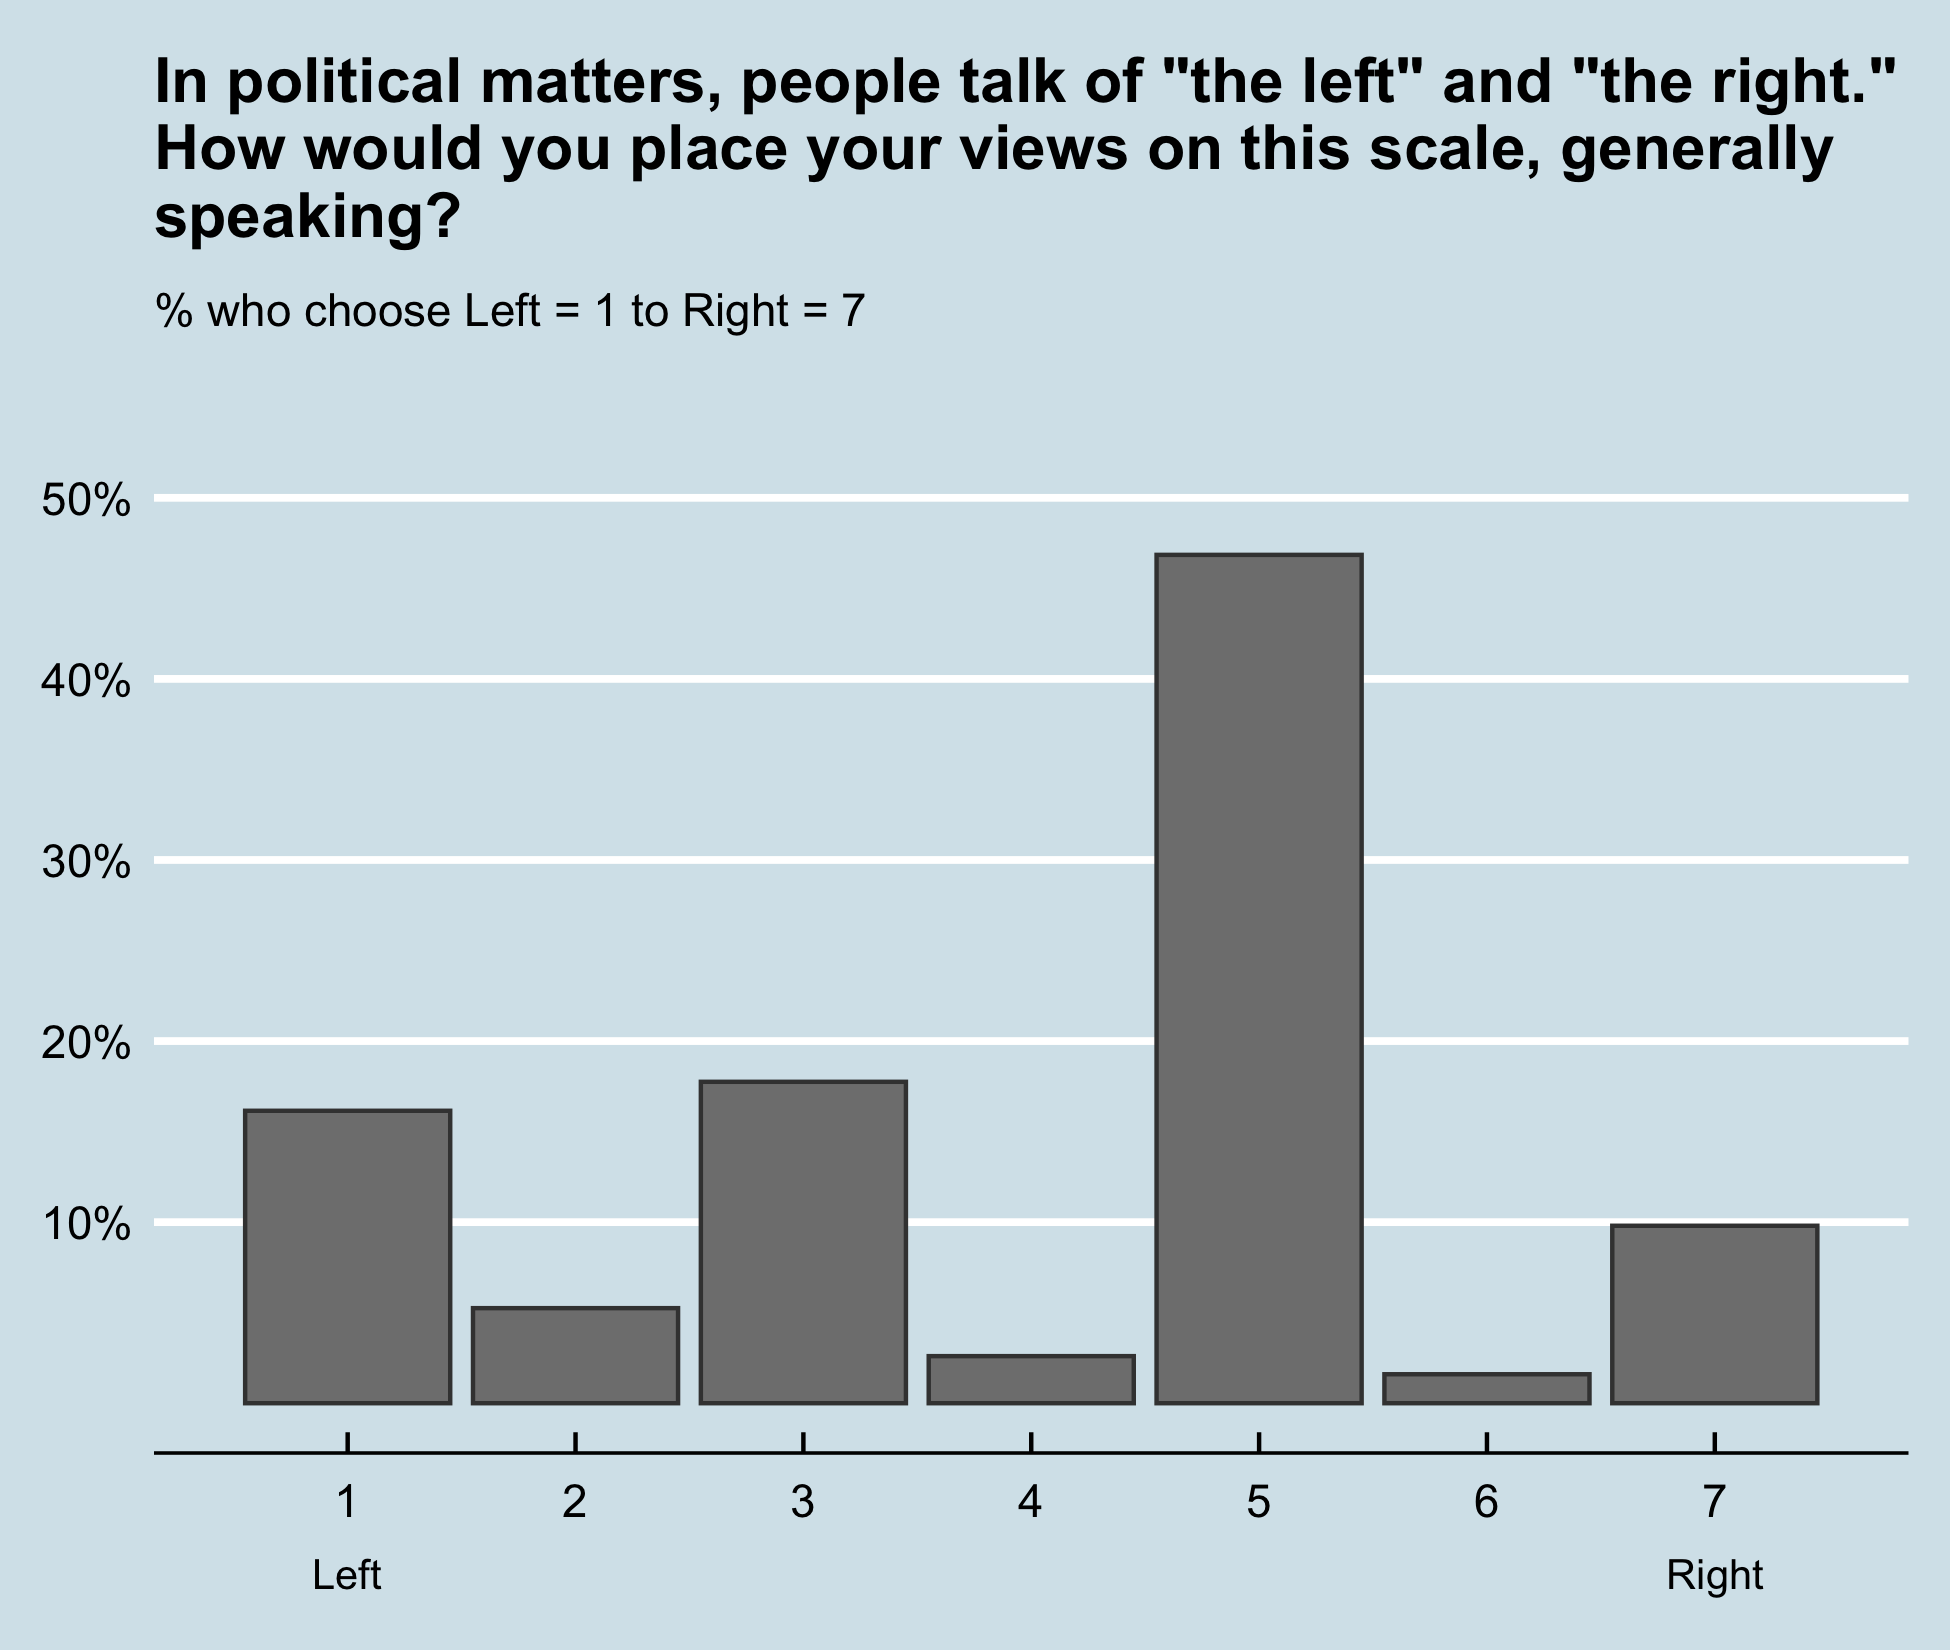 In political matters, people talk of "the left" and "the right."
How would you place your views on this scale, generally
speaking?
% who choose Left = 1 to Right = 7
50%
40%
30%
20%
10%
1 2 3 4 5 6 7
Left Right